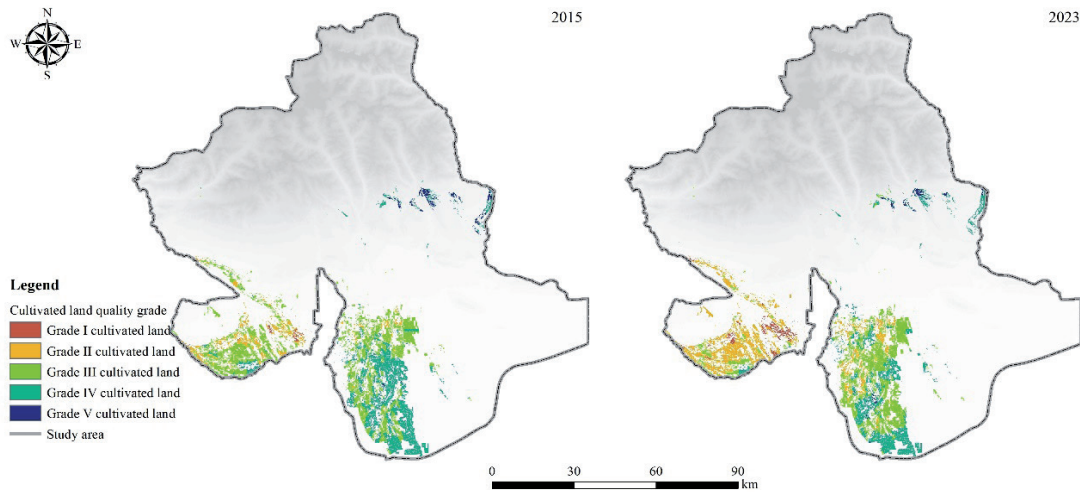 N
W E
S
2015
2023
Legend
Cultivated land quality grade
Grade I cultivated land
Grade II cultivated land
Grade III cultivated land
Grade IV cultivated land
Grade V cultivated land
Study area
0 30 60 90
km